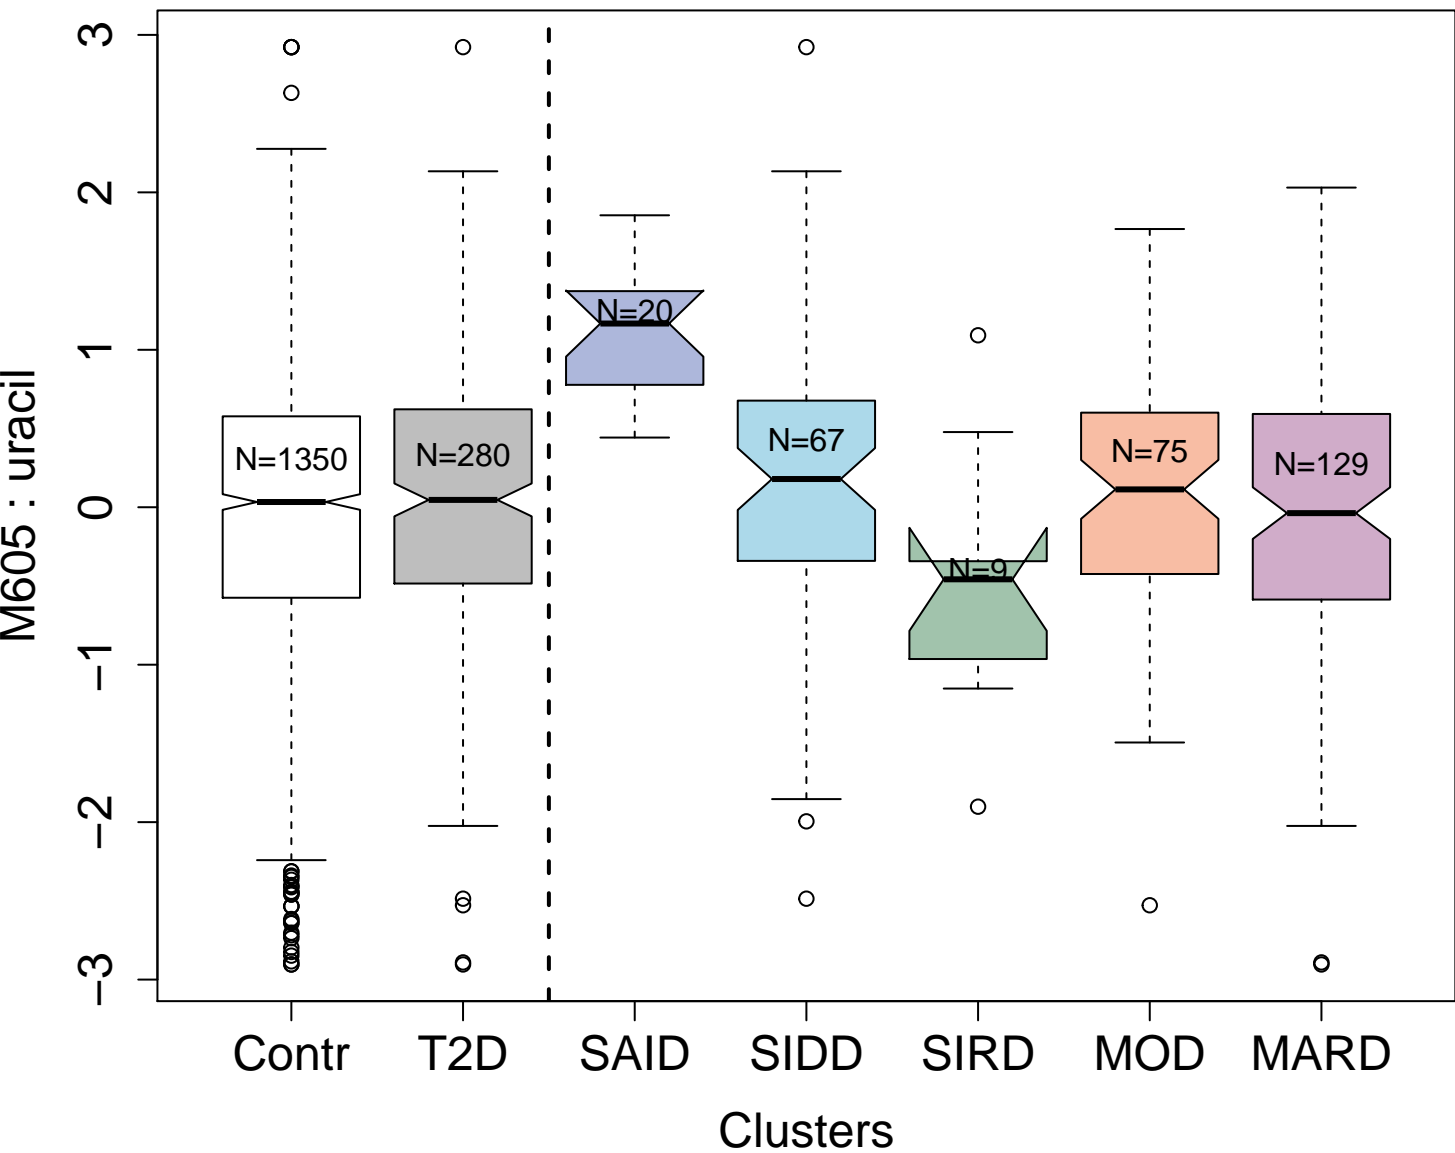 M605 : uracil
3
2
1
0
−1
−2
−3
N=1350
N=280
N=20
N=67
N=9
N=75
N=129
Contr T2D SAID SIDD SIRD MOD MARD
Clusters